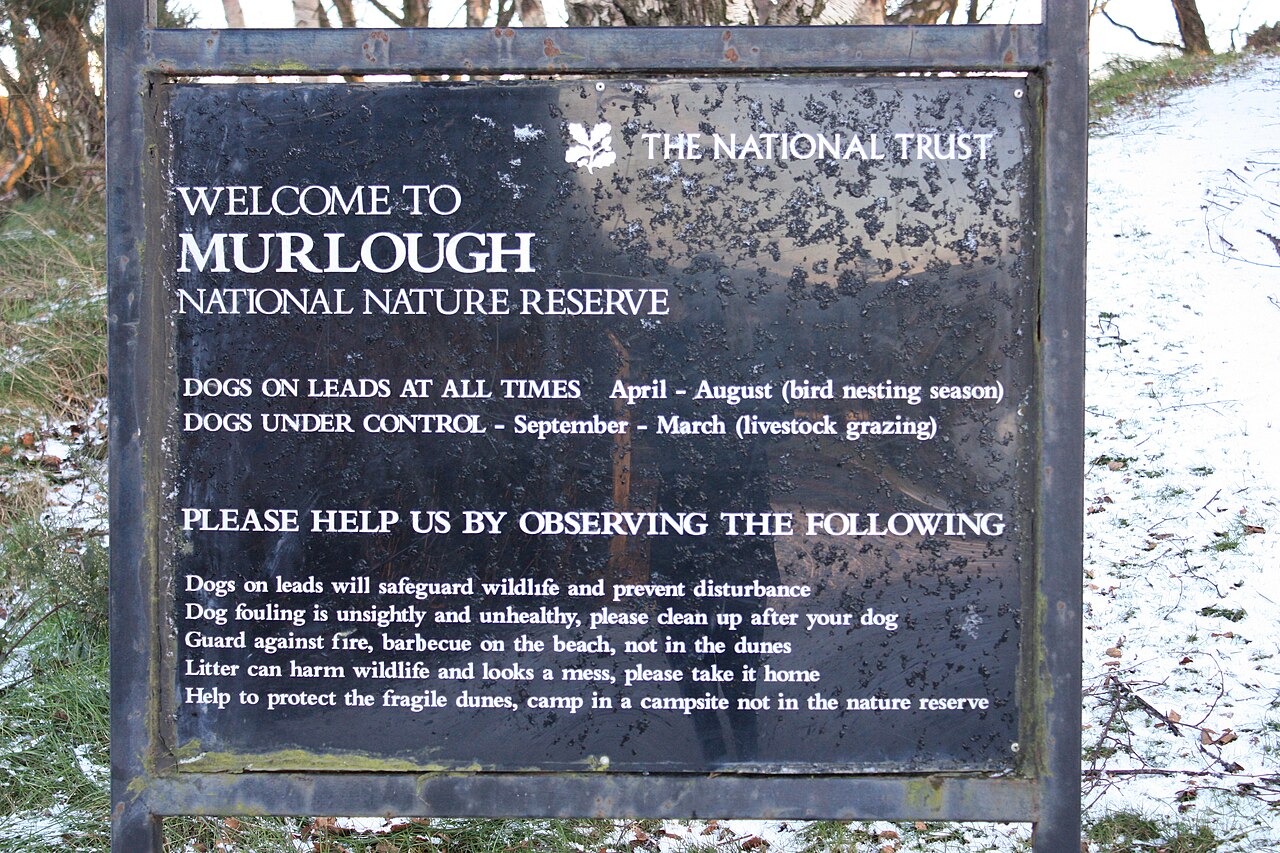 THE NATIONAL TRUST
WELCOME TO
MURLOUGH
NATIONAL NATURE RESERVE
DOGS ON LEADS AT ALL TIMES April - August (bird nesting season)
DOGS UNDER CONTROL - September - March (livestock grazing)
PLEASE HELP US BY OBSERVING THE FOLLOWING
Dogs on leads will safeguard wildlife and prevent disturbance
Dog fouling is unsightly and unhealthy, please clean up after your dog
Guard against fire, barbecue on the beach, not in the dunes
Litter can harm wildlife and looks a mess, please take it home
Help to protect the fragile dunes, camp in a campsite not in the nature reserve